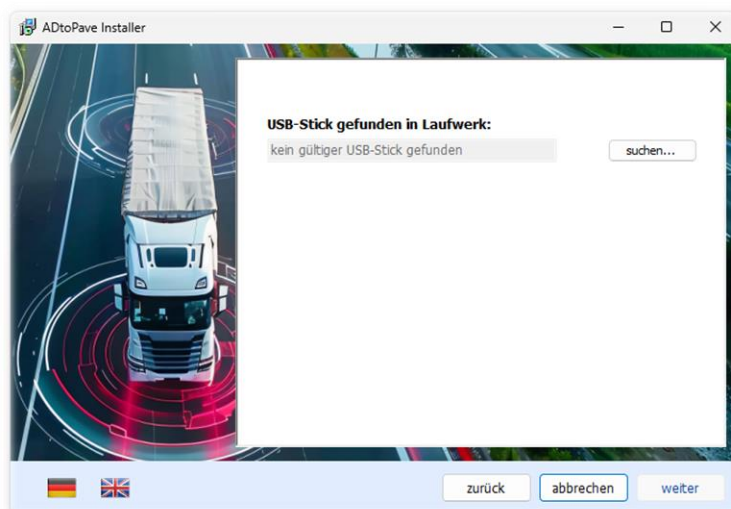 ADtoPave Installer
USB-Stick gefunden in Laufwerk:
kein gültiger USB-Stick gefunden
suchen...
zurück
abbrechen
weiter